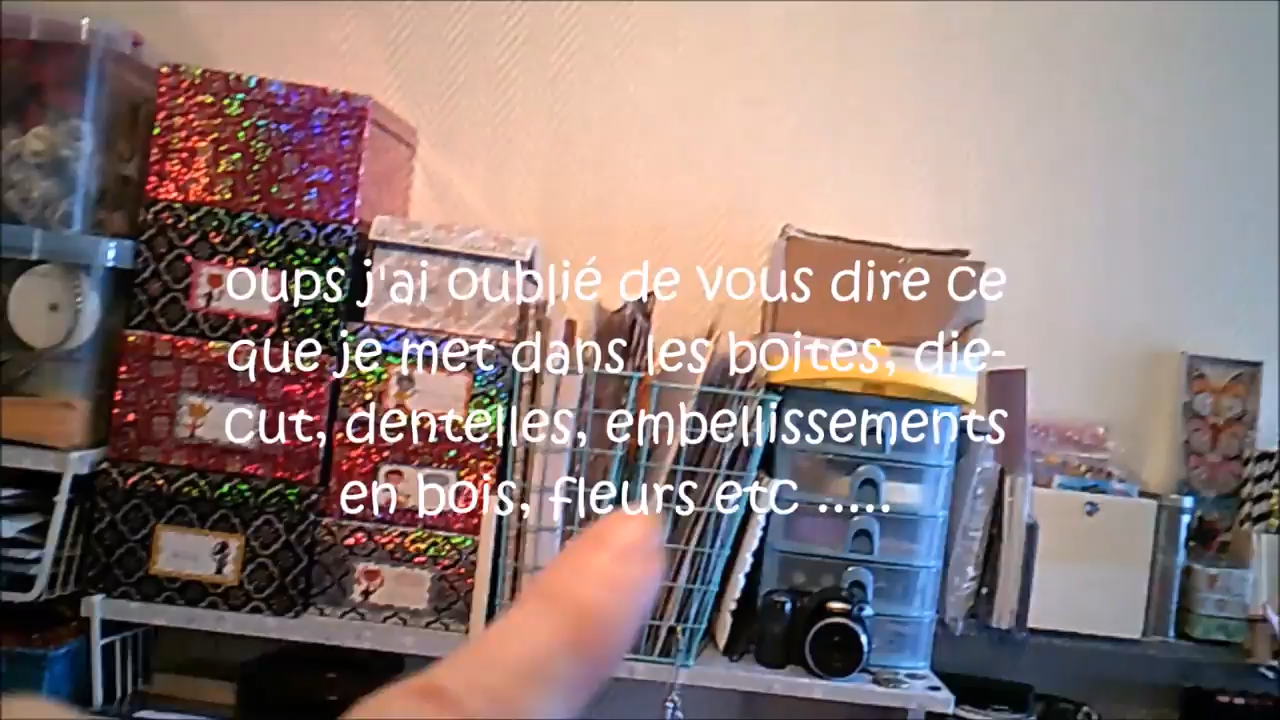 oups j'ai oublié de vous dire ce
que je met dans les boites, die-
cut, dentelles, embellissements
en bois, fleurs etc .....